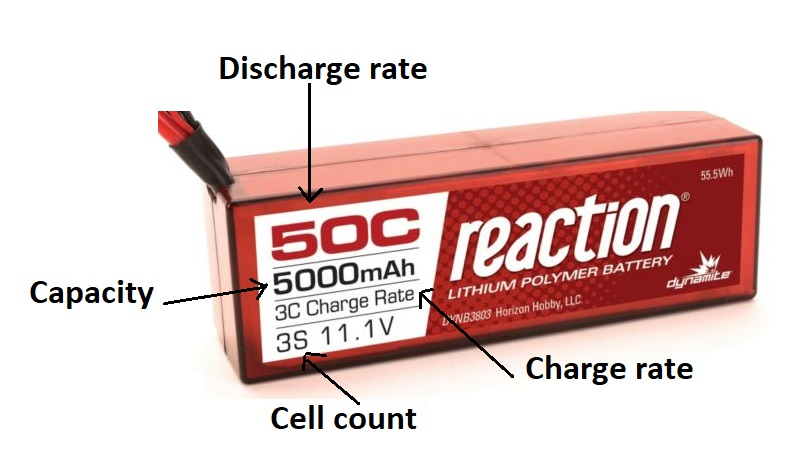 Discharge rate
55.5Wh
50C
reaction®
5000mAh
Capacity
LITHIUM POLYMER BATTERY
3C Charge Rate
dynamite
DYNB3803 Horizon Hobby, LLC.
3S 11.1V
Charge rate
Cell count